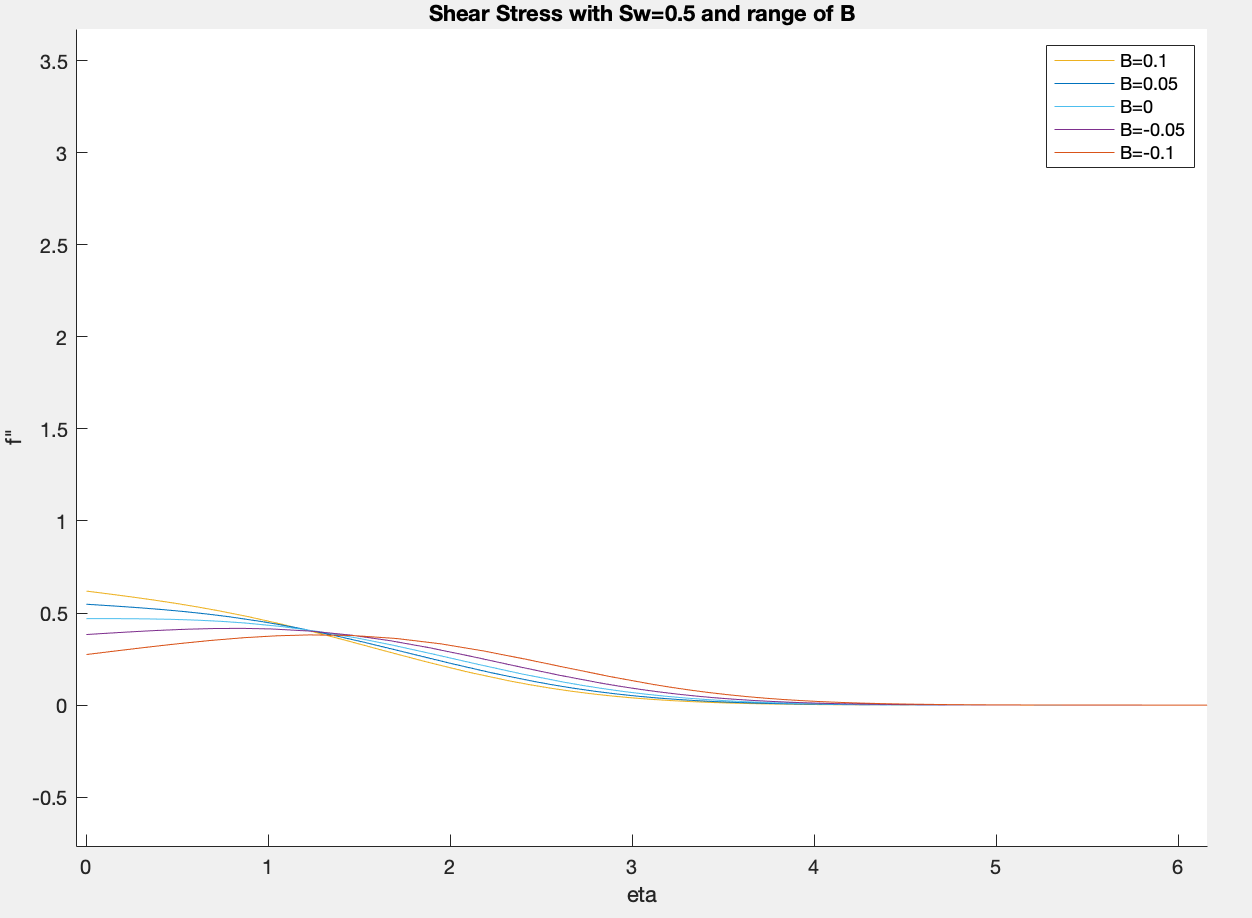 Shear Stress with Sw=0.5 and range of B
B=0.1
B=0.05
B=0
B=-0.05
B=-0.1
3.5
3
2.5
2
1.5
1
0.5
0
-0.5
f"
0 1 2 3 4 5 6
eta